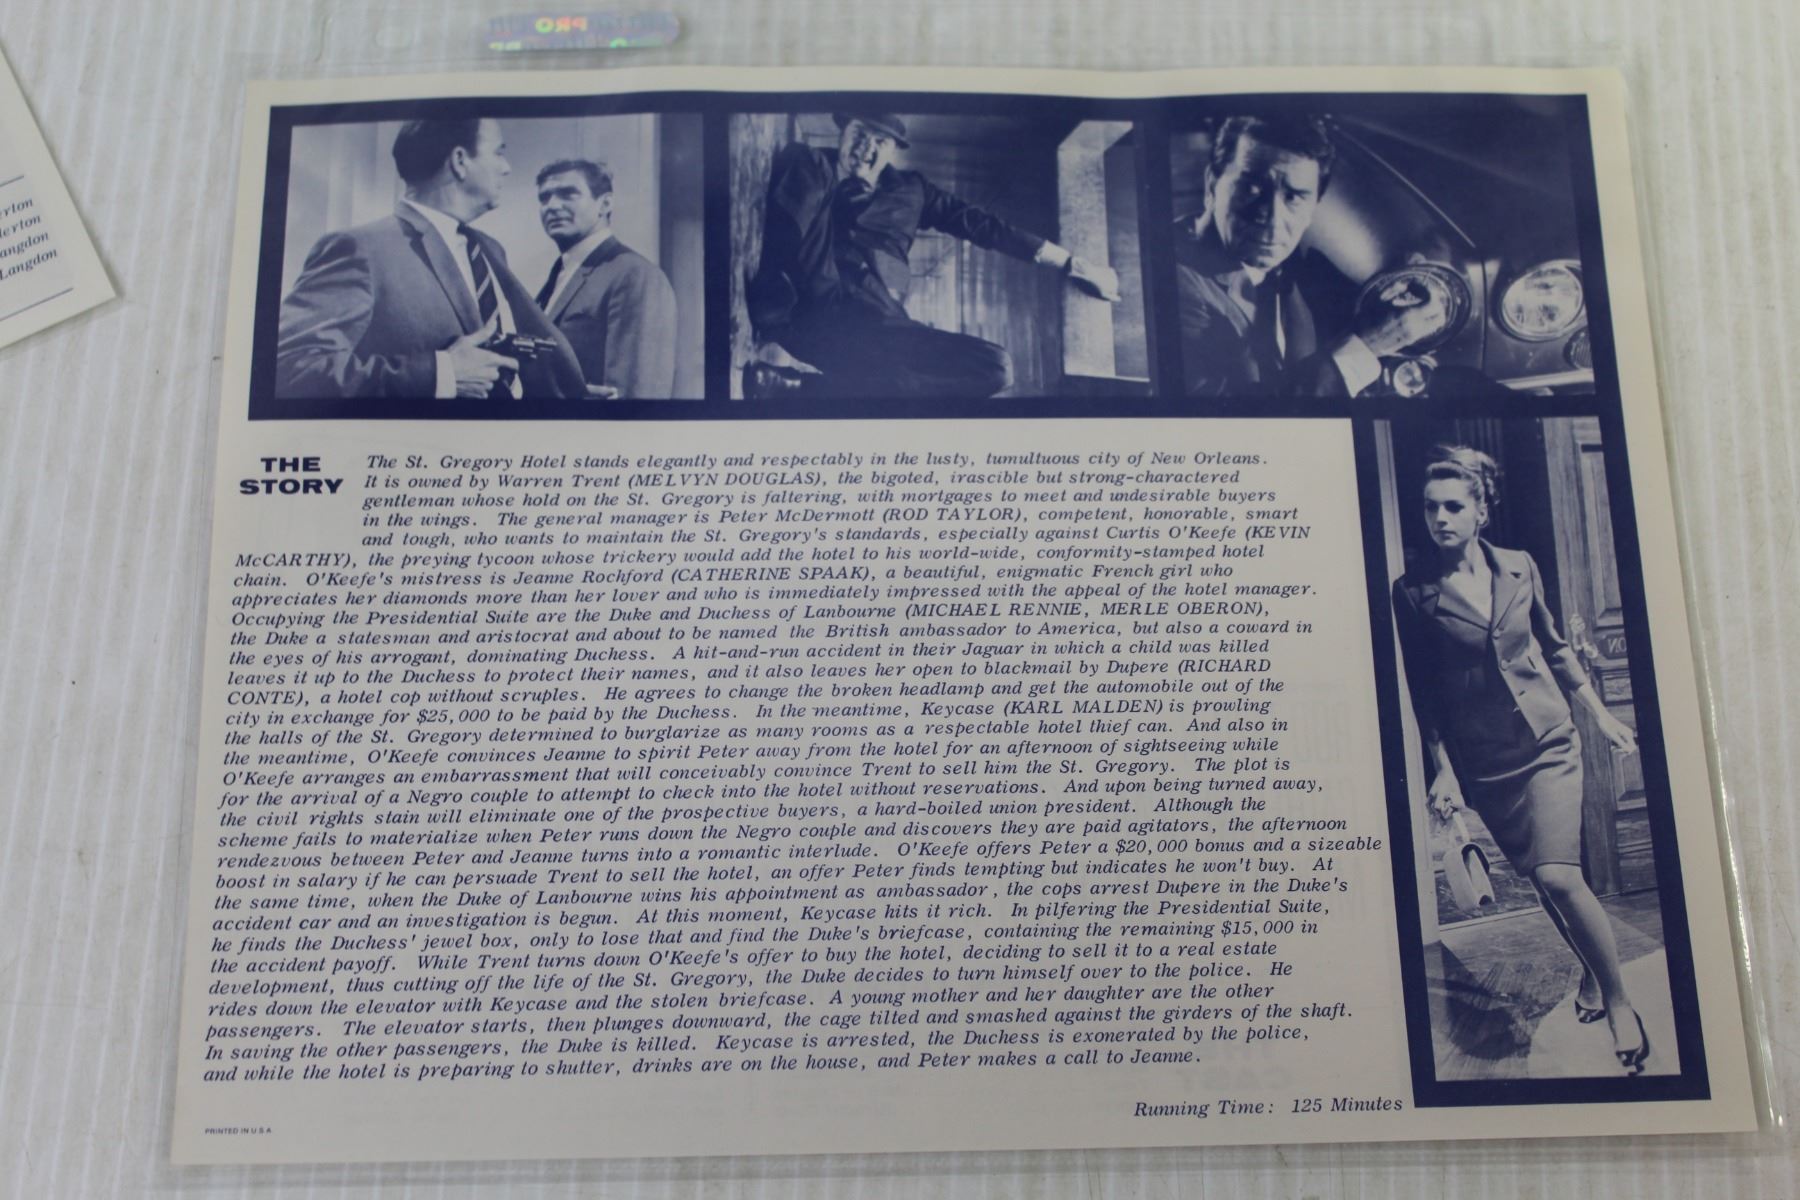 PRO
erton
lerton
angdon
Langdon
THE
STORY
The St. Gregory Hotel stands elegantly and respectably in the lusty, tumultuous city of New Orleans.
It is owned by Warren Trent (MELVYN DOUGLAS), the bigoted, irascible but strong-charactered
gentleman whose hold on the St. Gregory is faltering, with mortgages to meet and undesirable buyers
in the wings. The general manager is Peter McDermott (ROD TAYLOR), competent, honorable, smart
and tough, who wants to maintain the St. Gregory's standards, especially against Curtis O'Keefe (KEVIN
McCARTHY), the preying tycoon whose trickery would add the hotel to his world-wide, conformity-stamped hotel
chain. O'Keefe's mistress is Jeanne Rochford (CATHERINE SPAAK), a beautiful, enigmatic French girl who
appreciates her diamonds more than her lover and who is immediately impressed with the appeal of the hotel manager.
Occupying the Presidential Suite are the Duke and Duchess of Lanbourne (MICHAEL RENNIE, MERLE OBERON),
the Duke a statesman and aristocrat and about to be named the British ambassador to America, but also a coward in
the eyes of his arrogant, dominating Duchess. A hit-and-run accident in their Jaguar in which a child was killed
leaves it up to the Duchess to protect their names, and it also leaves her open to blackmail by Dupere (RICHARD
CONTE), a hotel cop without scruples. He agrees to change the broken headlamp and get the automobile out of the
city in exchange for $25,000 to be paid by the Duchess. In the meantime, Keycase (KARL MALDEN) is prowling
the halls of the St. Gregory determined to burglarize as many rooms as a respectable hotel thief can. And also in
the meantime, O'Keefe convinces Jeanne to spirit Peter away from the hotel for an afternoon of sightseeing while
O'Keefe arranges an embarrassment that will conceivably convince Trent to sell him the St. Gregory. The plot is
for the arrival of a Negro couple to attempt to check into the hotel without reservations. And upon being turned away,
the civil rights stain will eliminate one of the prospective buyers, a hard-boiled union president. Although the
scheme fails to materialize when Peter runs down the Negro couple and discovers they are paid agitators, the afternoon
rendezvous between Peter and Jeanne turns into a romantic interlude. O'Keefe offers Peter a $20,000 bonus and a sizeable
boost in salary if he can persuade Trent to sell the hotel, an offer Peter finds tempting but indicates he won't buy. At
the same time, when the Duke of Lanbourne wins his appointment as ambassador, the cops arrest Dupere in the Duke's
accident car and an investigation is begun. At this moment, Keycase hits it rich. In pilfering the Presidential Suite,
he finds the Duchess' jewel box, only to lose that and find the Duke's briefcase, containing the remaining $15,000 in
the accident payoff. While Trent turns down O'Keefe's offer to buy the hotel, deciding to sell it to a real estate
development, thus cutting off the life of the St. Gregory, the Duke decides to turn himself over to the police. He
rides down the elevator with Keycase and the stolen briefcase. A young mother and her daughter are the other
passengers. The elevator starts, then plunges downward, the cage tilted and smashed against the girders of the shaft.
In saving the other passengers, the Duke is killed. Keycase is arrested, the Duchess is exonerated by the police,
and while the hotel is preparing to shutter, drinks are on the house, and Peter makes a call to Jeanne.
Running Time: 125 Minutes
PRINTED IN U.S.A.